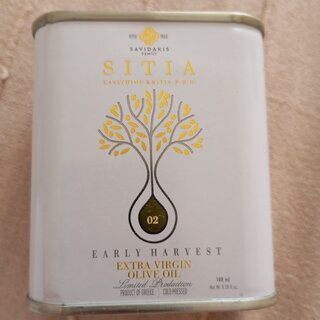 SAVIDAKIS
FAMILY
SITIA
LASITHIOU KRITIS P.D.O.
02
EARLY HARVEST
EXTRA VIRGIN
OLIVE OIL
Limited Production
PRODUCT OF GREECE | COLD PRESSED
100 ml